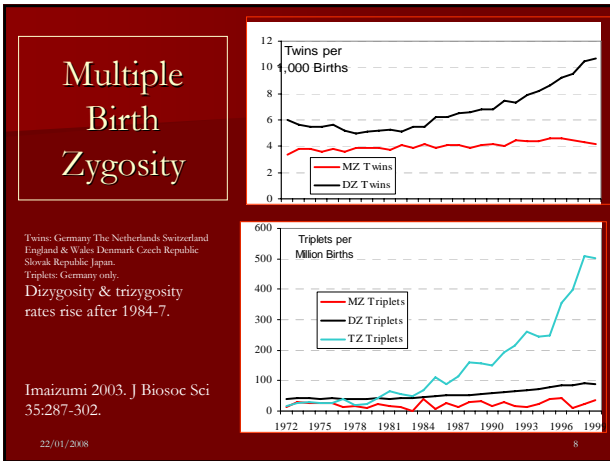 Multiple
Birth
Zygosity
Twins: Germany The Netherlands Switzerland
England & Wales Denmark Czech Republic
Slovak Republic Japan.
Triplets: Germany only.
Dizygosity & trizygosity
rates rise after 1984-7.
Imaizumi 2003. J Biosoc Sci
35:287-302.
22/01/2008
Twins per
1,000 Births
12
10
8
6
4
2
0
MZ Twins
DZ Twins
Triplets per
Million Births
600
500
400
300
200
100
0
MZ Triplets
DZ Triplets
TZ Triplets
1972 1975 1978 1981 1984 1987 1990 1993 1996 1999
8